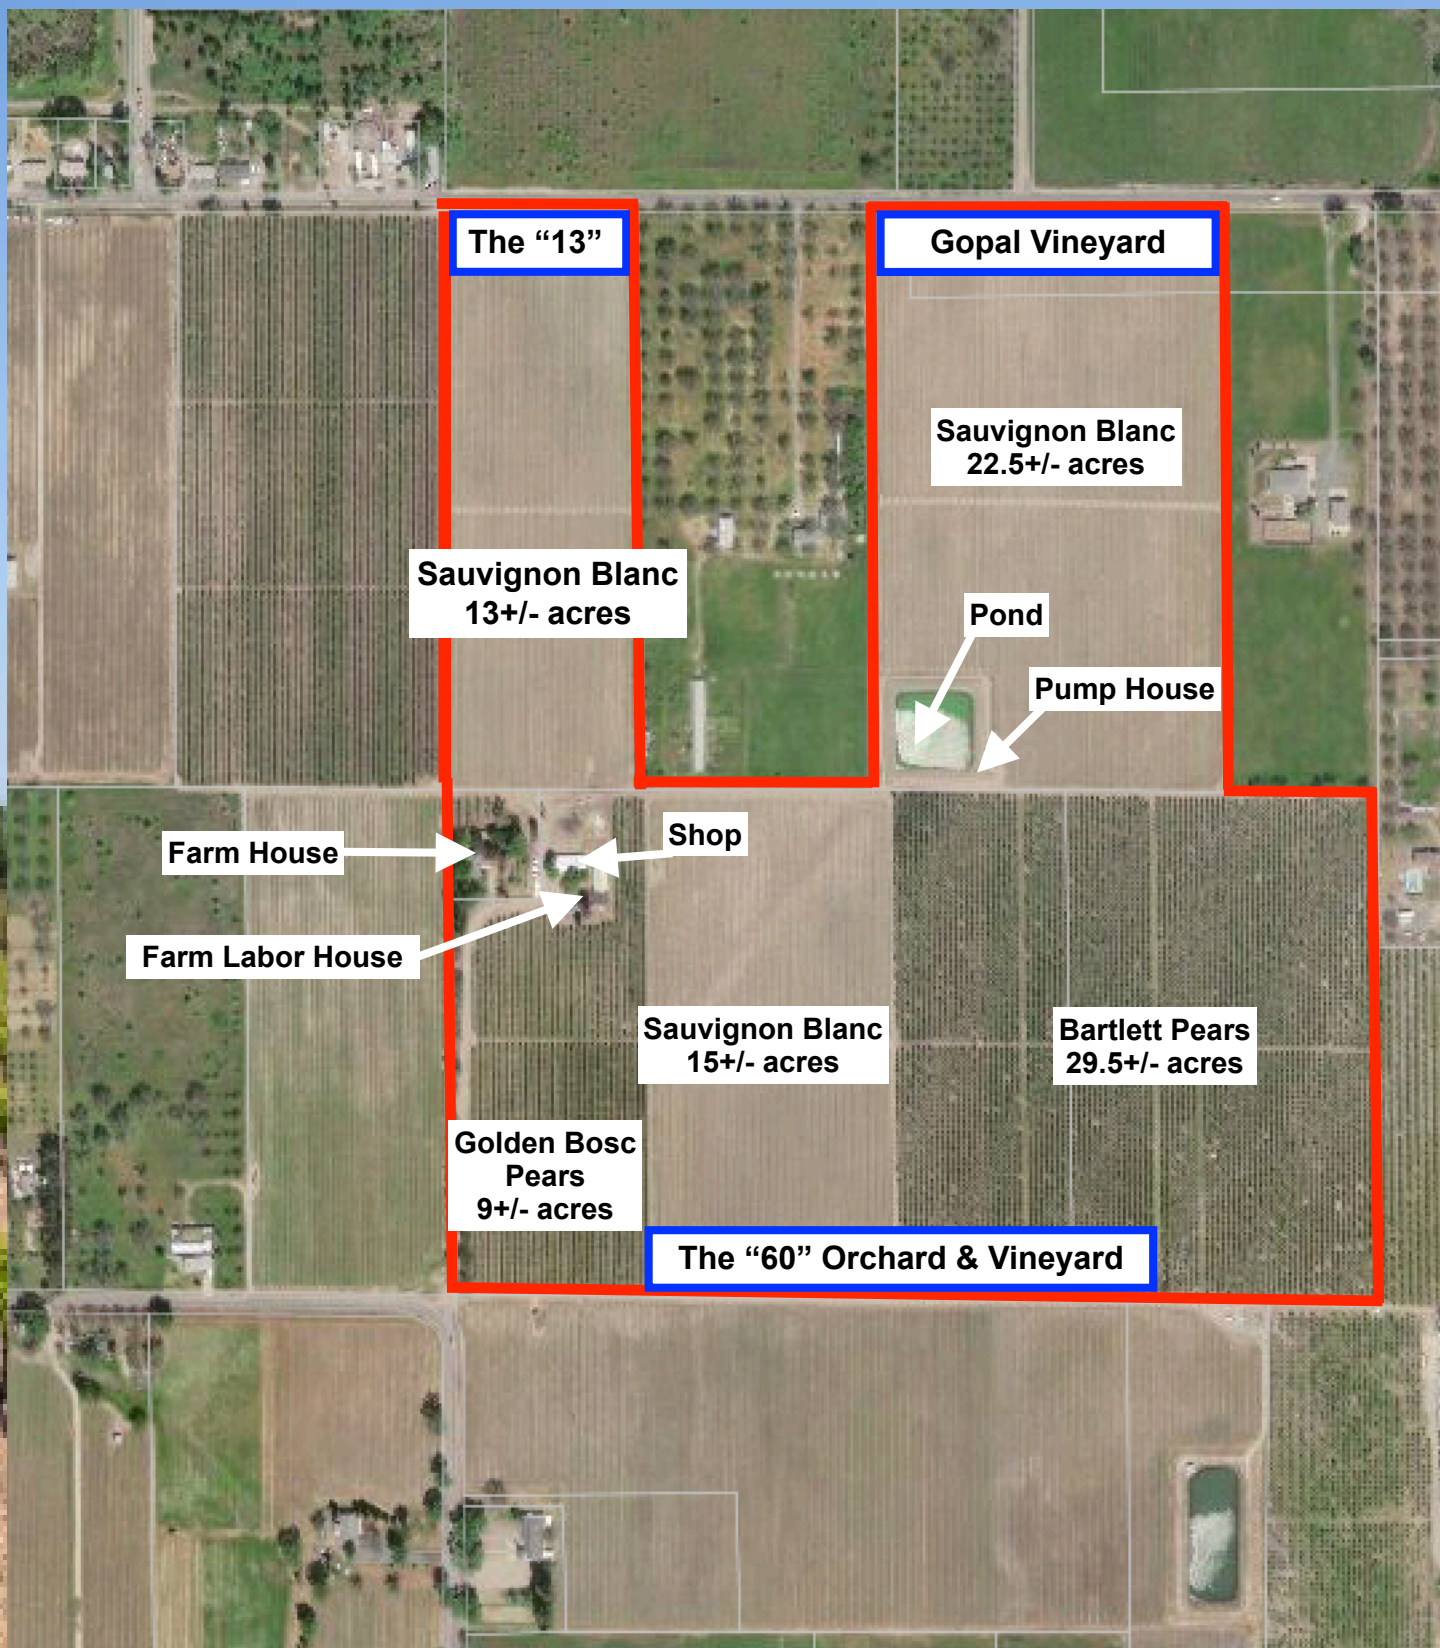 The “13”
Gopal Vineyard
Sauvignon Blanc
22.5+/- acres
Sauvignon Blanc
13+/- acres
Pond
Pump House
Shop
Farm House
Farm Labor House
Sauvignon Blanc
15+/- acres
Bartlett Pears
29.5+/- acres
Golden Bosc
Pears
9+/- acres
The “60” Orchard & Vineyard